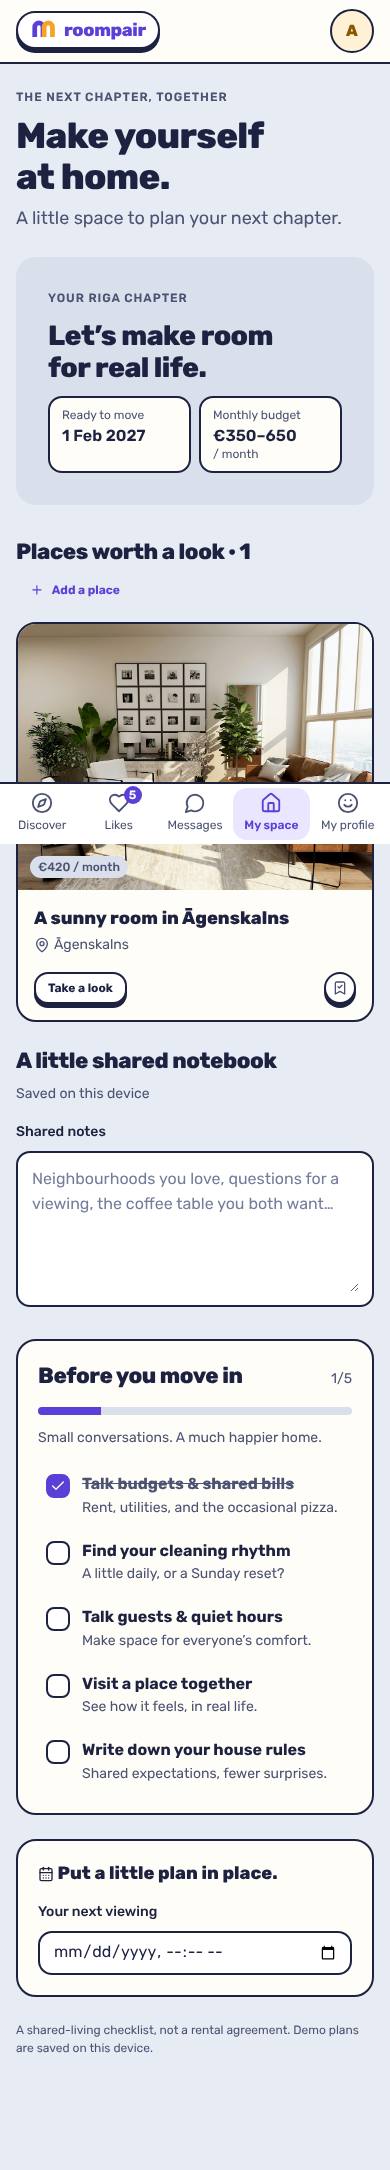 roompair
A
THE NEXT CHAPTER, TOGETHER
Make yourself
at home.
A little space to plan your next chapter.
YOUR RIGA CHAPTER
Let’s make room
for real life.
Ready to move
1 Feb 2027
Monthly budget
€350–650
/ month
Places worth a look · 1
+ Add a place
5
Discover
Likes
Messages
My space
My profile
€420 / month
A sunny room in Āgenskalns
Āgenskalns
Take a look
A little shared notebook
Saved on this device
Shared notes
Neighbourhoods you love, questions for a
viewing, the coffee table you both want…
Before you move in
1/5
Small conversations. A much happier home.
Talk budgets & shared bills
Rent, utilities, and the occasional pizza.
Find your cleaning rhythm
A little daily, or a Sunday reset?
Talk guests & quiet hours
Make space for everyone’s comfort.
Visit a place together
See how it feels, in real life.
Write down your house rules
Shared expectations, fewer surprises.
Put a little plan in place.
Your next viewing
mm/dd/yyyy, --:-- --
A shared-living checklist, not a rental agreement. Demo plans
are saved on this device.